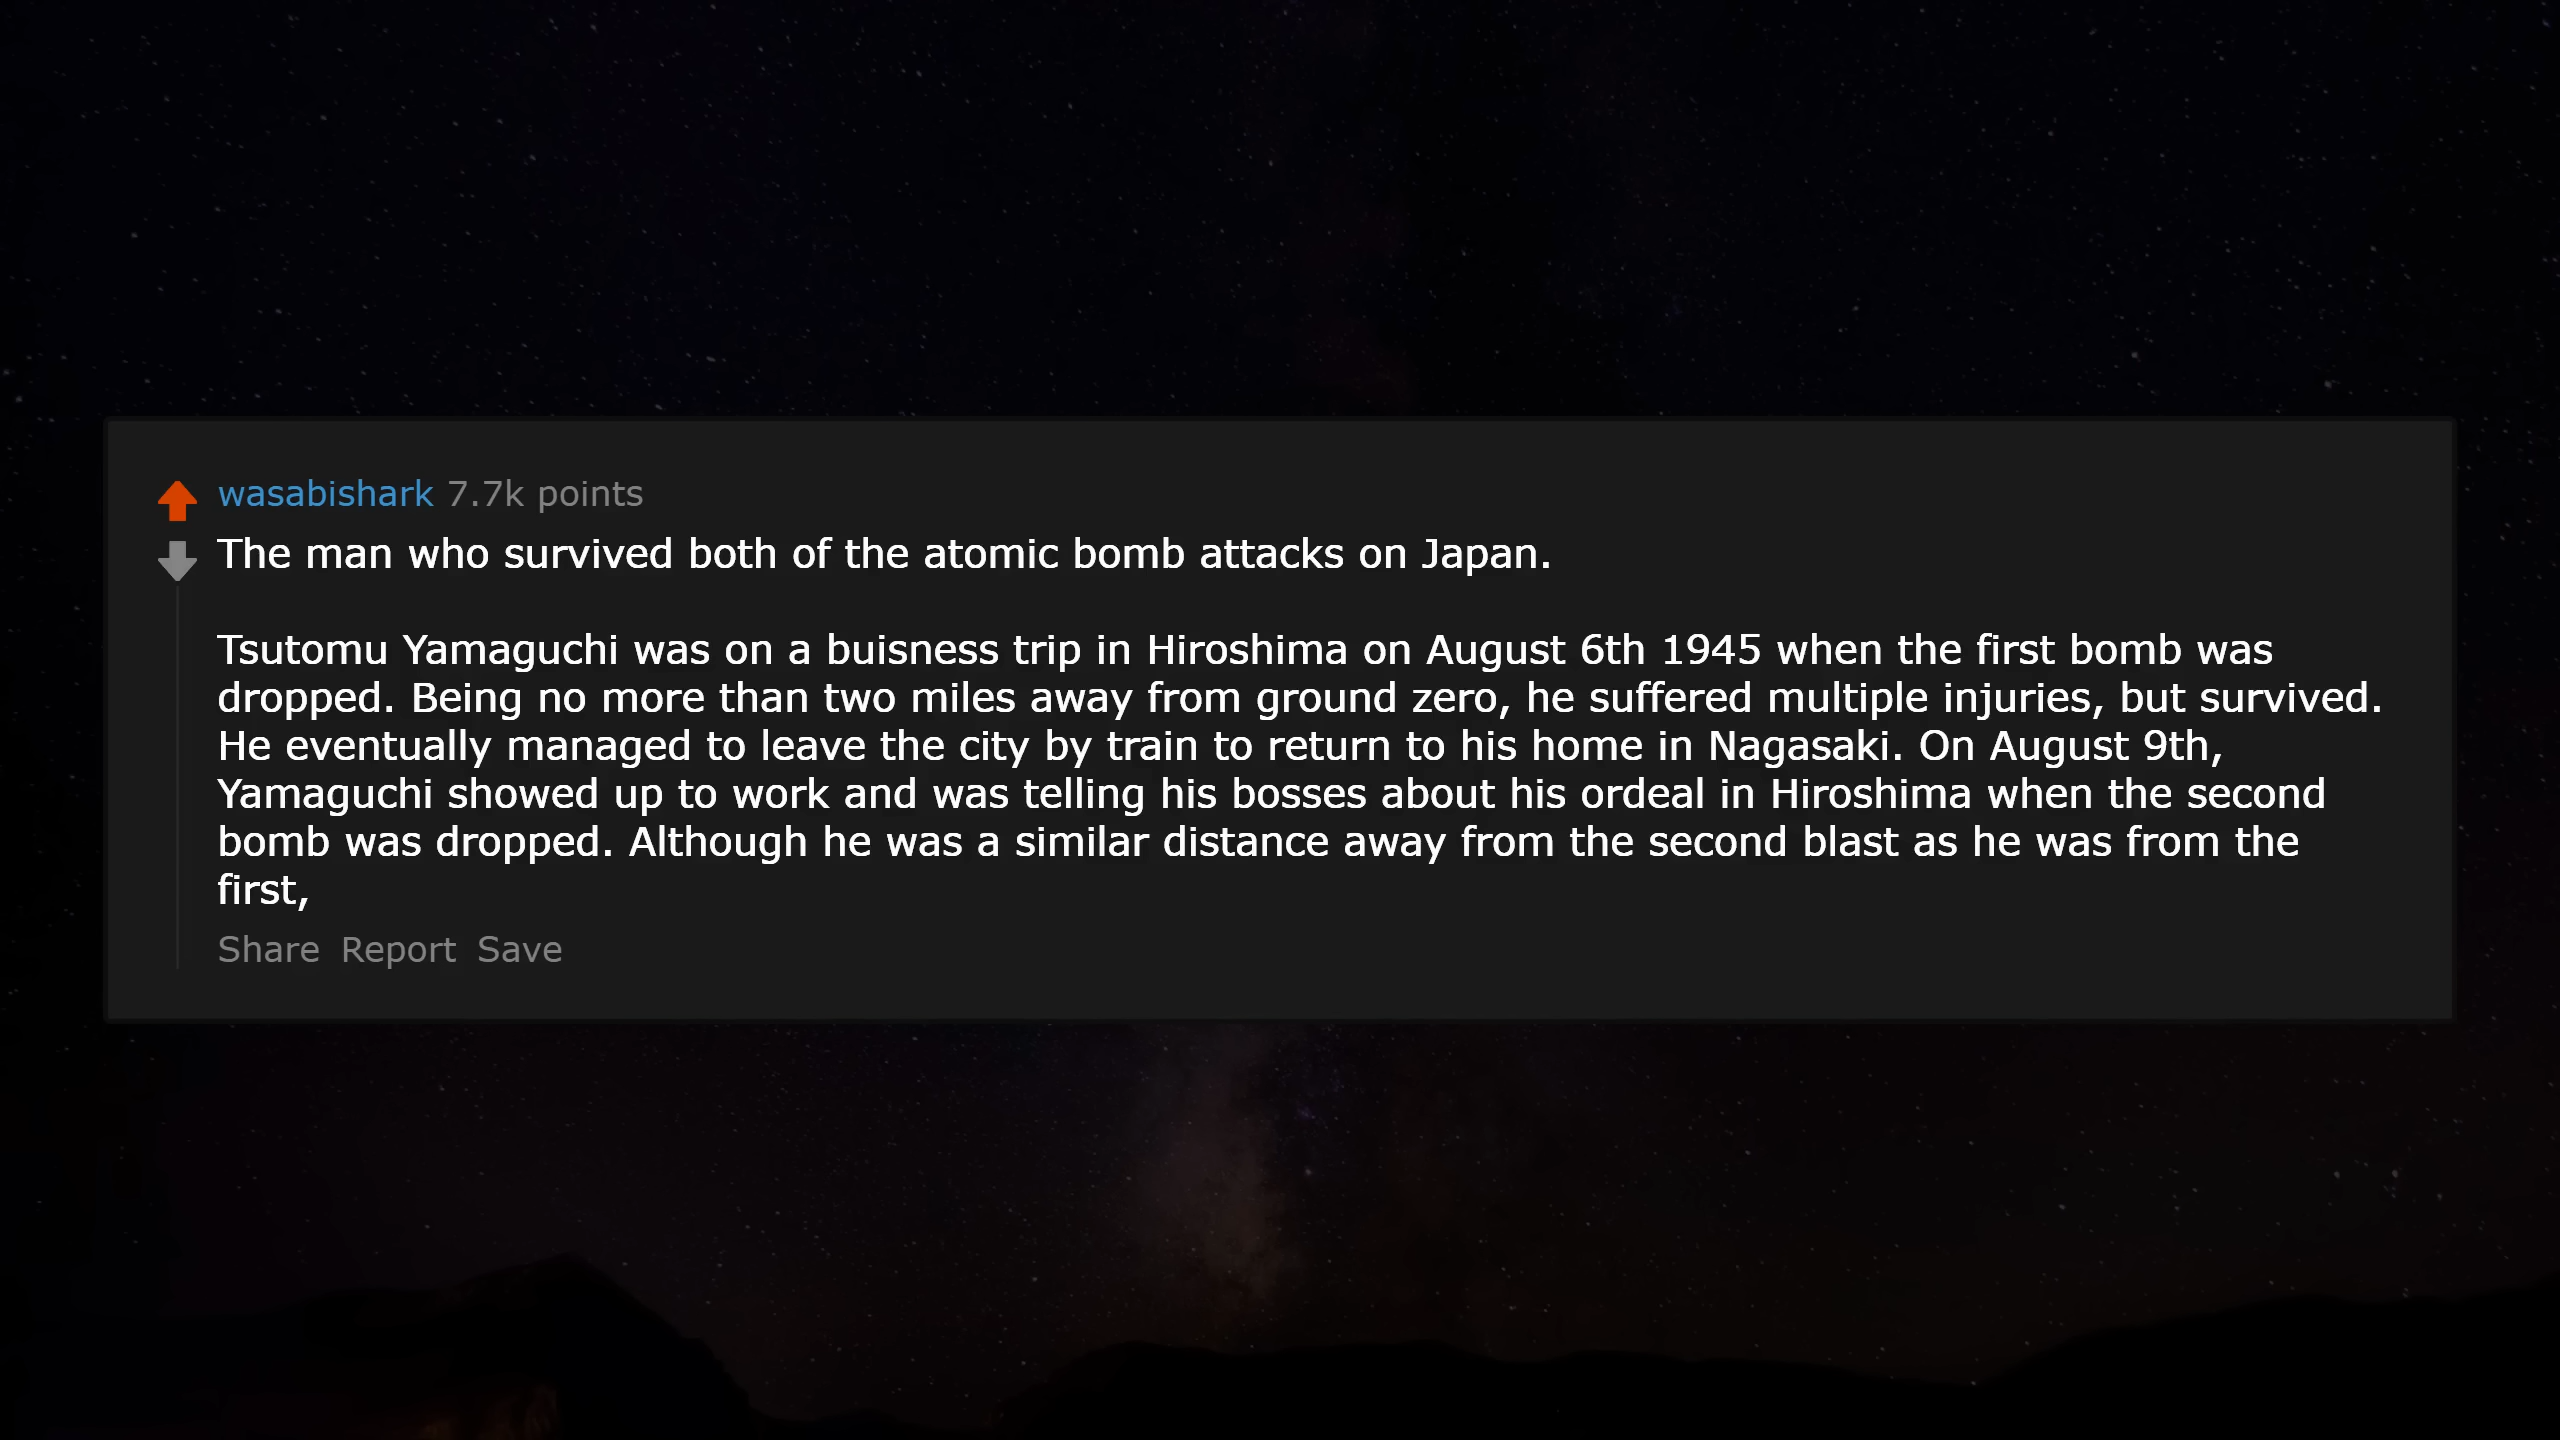 wasabishark 7.7k points
The man who survived both of the atomic bomb attacks on Japan.
Tsutomu Yamaguchi was on a buisness trip in Hiroshima on August 6th 1945 when the first bomb was
dropped. Being no more than two miles away from ground zero, he suffered multiple injuries, but survived.
He eventually managed to leave the city by train to return to his home in Nagasaki. On August 9th,
Yamaguchi showed up to work and was telling his bosses about his ordeal in Hiroshima when the second
bomb was dropped. Although he was a similar distance away from the second blast as he was from the
first,
Share Report Save